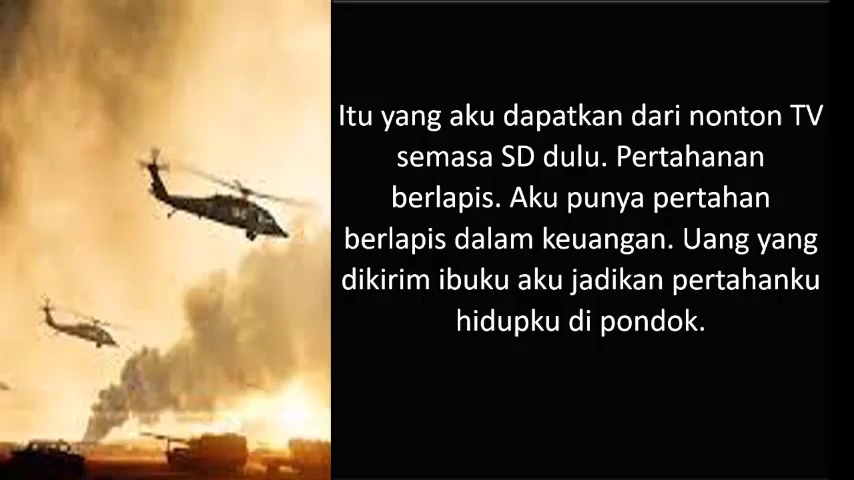 Itu yang aku dapatkan dari nonton TV
semasa SD dulu. Pertahanan
berlapis. Aku punya pertahan
berlapis dalam keuangan. Uang yang
dikirim ibuku aku jadikan pertahanku
hidupku di pondok.